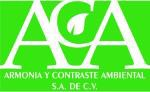 ACA
ARMONIA Y CONTRASTE AMBIENTAL
S.A. DE C.V.